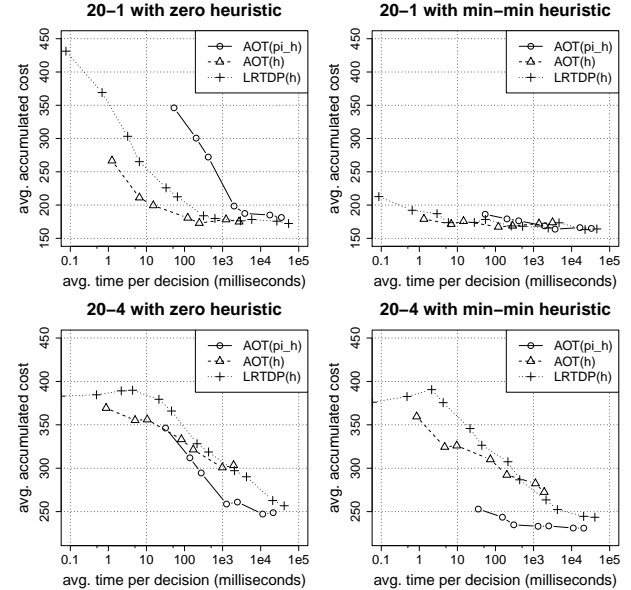 20−1 with zero heuristic
avg. accumulated cost
450
400
350
300
250
200
150
AOT(pi_h)
AOT(h)
LRTDP(h)
0.1 1 10 100 1e3 1e5
avg. time per decision (milliseconds)
20−1 with min−min heuristic
avg. accumulated cost
450
400
350
300
250
200
150
AOT(pi_h)
AOT(h)
LRTDP(h)
0.1 1 10 100 1e3 1e5
avg. time per decision (milliseconds)
20−4 with zero heuristic
avg. accumulated cost
450
400
350
300
250
AOT(pi_h)
AOT(h)
LRTDP(h)
0.1 1 10 100 1e3 1e5
avg. time per decision (milliseconds)
20−4 with min−min heuristic
avg. accumulated cost
450
400
350
300
250
AOT(pi_h)
AOT(h)
LRTDP(h)
0.1 1 10 100 1e3 1e5
avg. time per decision (milliseconds)